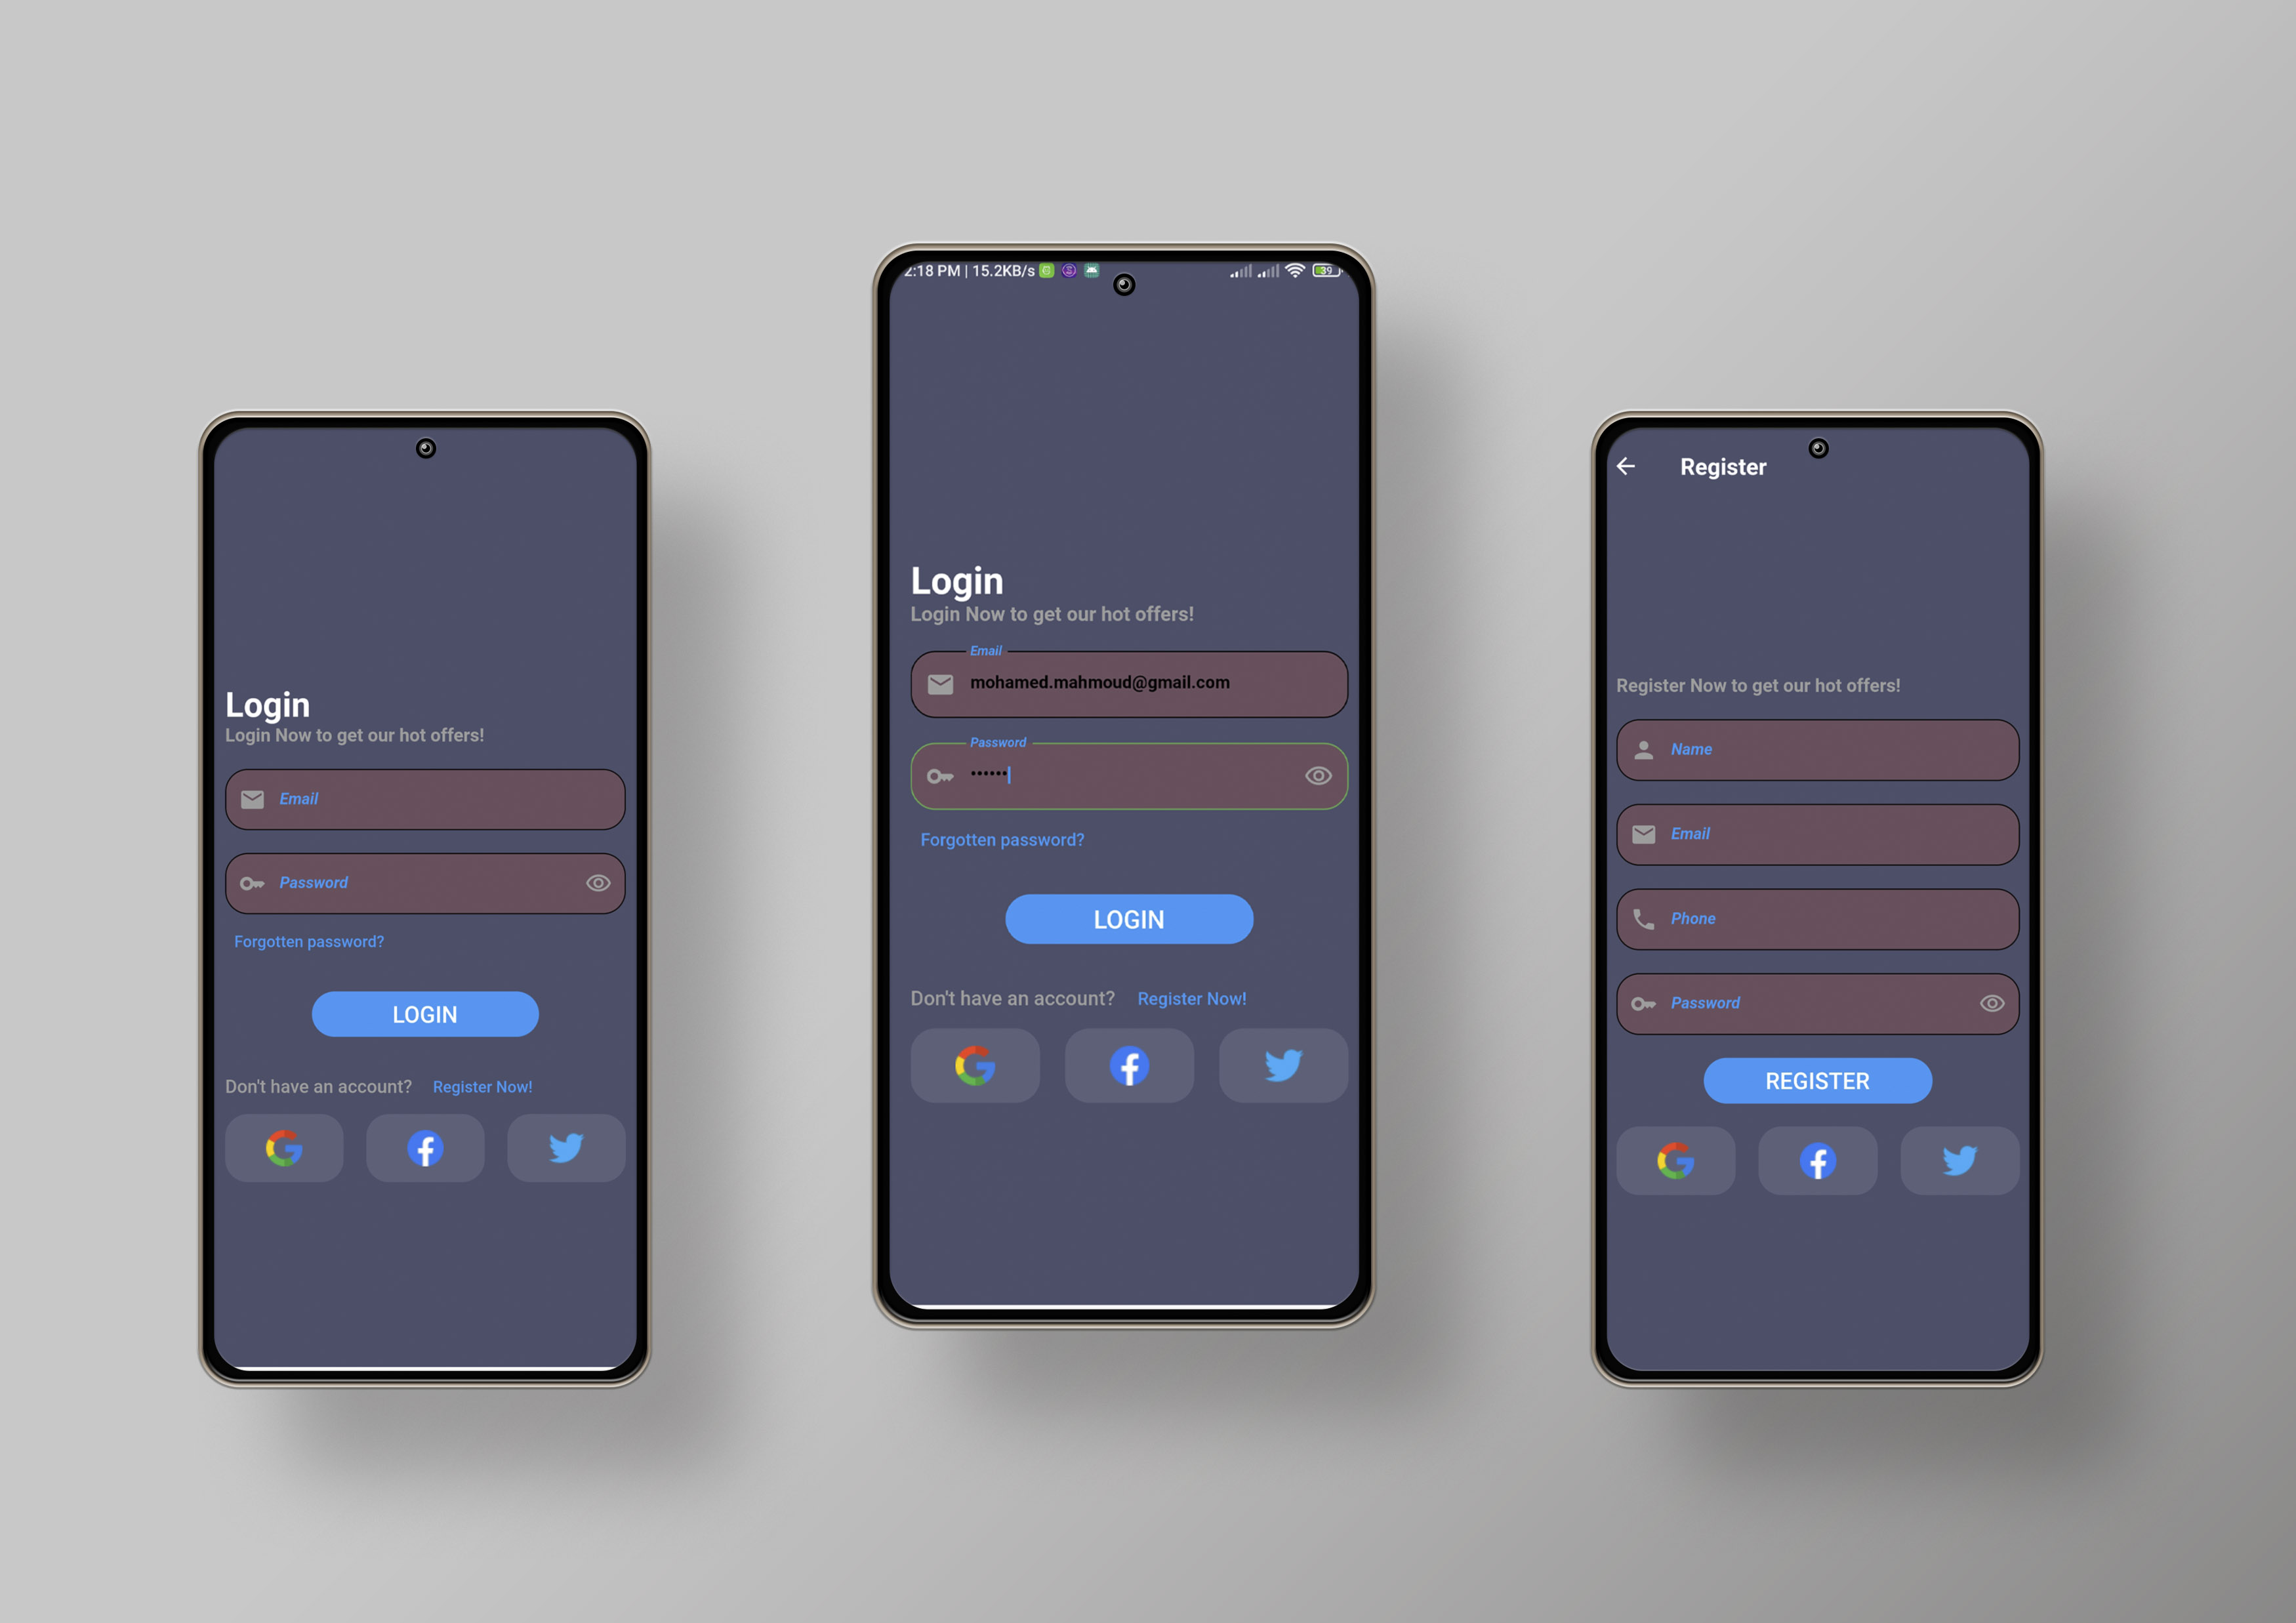 Login
Login Now to get our hot offers!
Email
Password
Forgotten password?
LOGIN
Don't have an account? Register Now!
2:18 PM | 15.2KB/s 39
Login
Login Now to get our hot offers!
Email
mohamed.mahmoud@gmail.com
Password
••••••
Forgotten password?
LOGIN
Don't have an account? Register Now!
Register
Register Now to get our hot offers!
Name
Email
Phone
Password
REGISTER